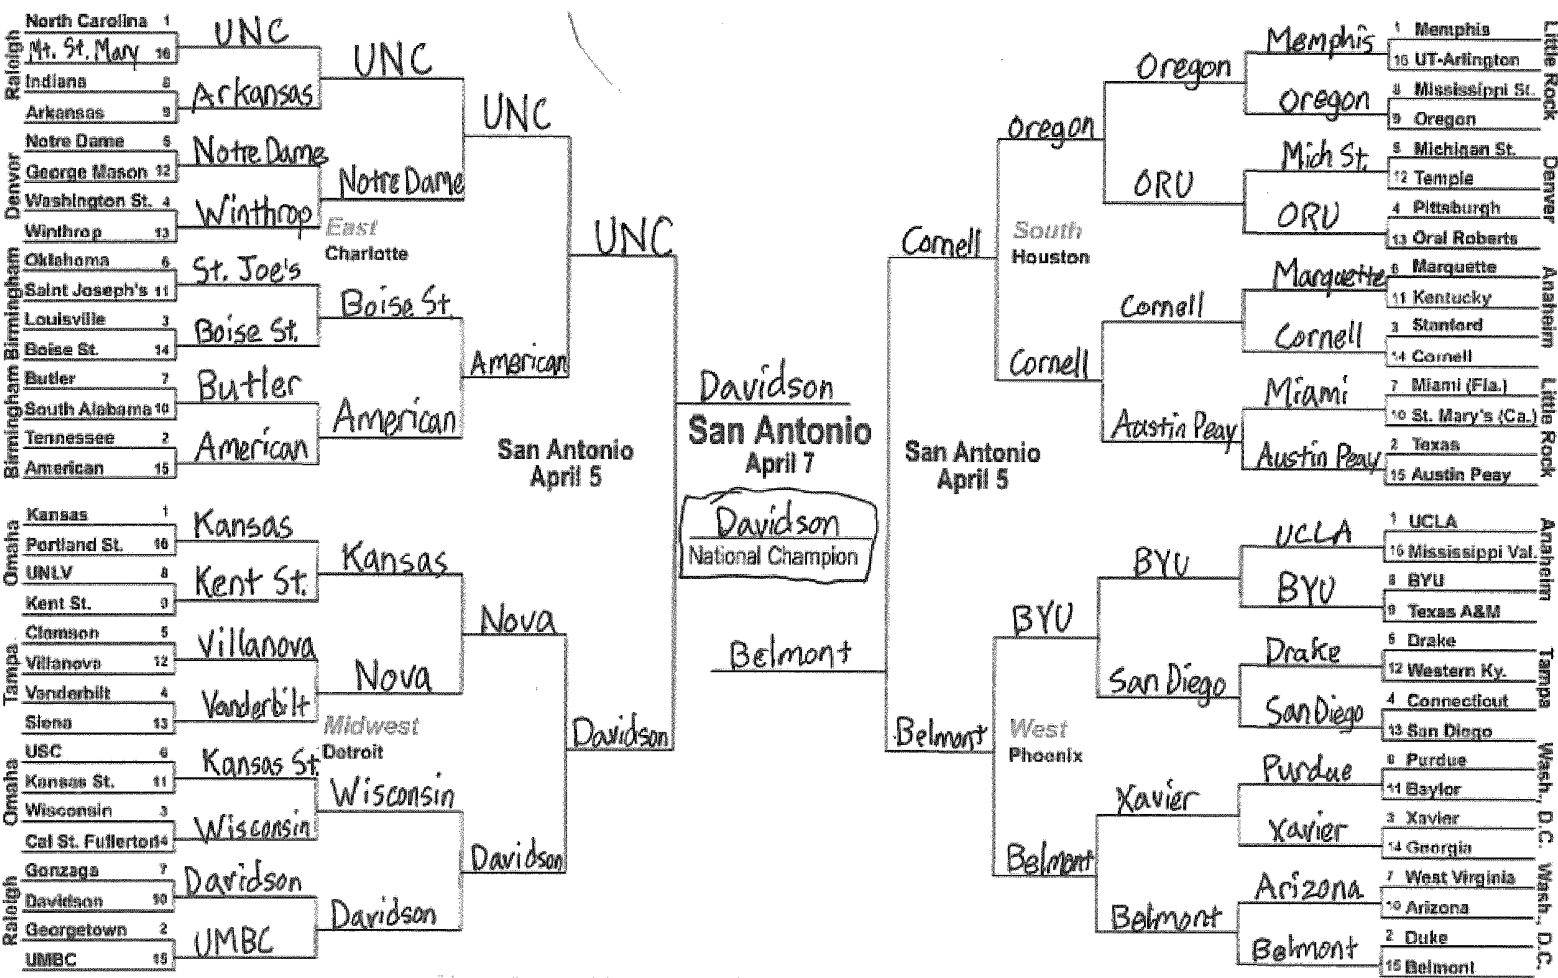 North Carolina 1
Mt. St. Mary 16
Indiana 8
Arkansas 9
Notre Dame 5
George Mason 12
Washington St. 4
Winthrop 13
Oklahoma 6
Saint Joseph's 11
Louisville 3
Boise St. 14
Butler 7
South Alabama 10
Tennessee 2
American 15
Raleigh
Denver
Birmingham
Birmingham
UNC
Arkansas
Notre Dame
Winthrop
St. Joe's
Boise St.
Butler
American
UNC
Notre Dame
Boise St.
American
East
Charlotte
UNC
American
UNC
Kansas 1
Portland St. 16
UNLV 8
Kent St. 9
Clemson 5
Villanova 12
Vanderbilt 4
Siena 13
USC 6
Kansas St. 11
Wisconsin 3
Cal St. Fullerton 14
Gonzaga 7
Davidson 10
Georgetown 2
UMBC 15
Omaha
Tampa
Omaha
Raleigh
Kansas
Kent St.
Villanova
Vanderbilt
Kansas St.
Wisconsin
Davidson
UMBC
Kansas
Nova
Wisconsin
Davidson
Midwest
Detroit
Nova
Davidson
Davidson
San Antonio
April 5
Davidson
San Antonio
April 7
Davidson
National Champion
Belmont
San Antonio
April 5
Cornell
Belmont
Oregon
Cornell
South
Houston
Oregon
ORU
Cornell
Austin Peay
Memphis
Oregon
Mich St.
ORU
Marquette
Cornell
Miami
Austin Peay
1 Memphis
16 UT-Arlington
8 Mississippi St.
9 Oregon
5 Michigan St.
12 Temple
4 Pittsburgh
13 Oral Roberts
6 Marquette
11 Kentucky
3 Stanford
14 Cornell
7 Miami (Fla.)
10 St. Mary's (Ca.)
2 Texas
15 Austin Peay
Little Rock
Denver
Anaheim
Little Rock
BYU
Belmont
West
Phoenix
BYU
San Diego
Xavier
Belmont
UCLA
BYU
Drake
San Diego
Purdue
Xavier
Arizona
Belmont
1 UCLA
16 Mississippi Val.
8 BYU
9 Texas A&M
5 Drake
12 Western Ky.
4 Connecticut
13 San Diego
6 Purdue
11 Baylor
3 Xavier
14 Georgia
7 West Virginia
10 Arizona
2 Duke
15 Belmont
Anaheim
Tampa
Wash., D.C.
Wash., D.C.